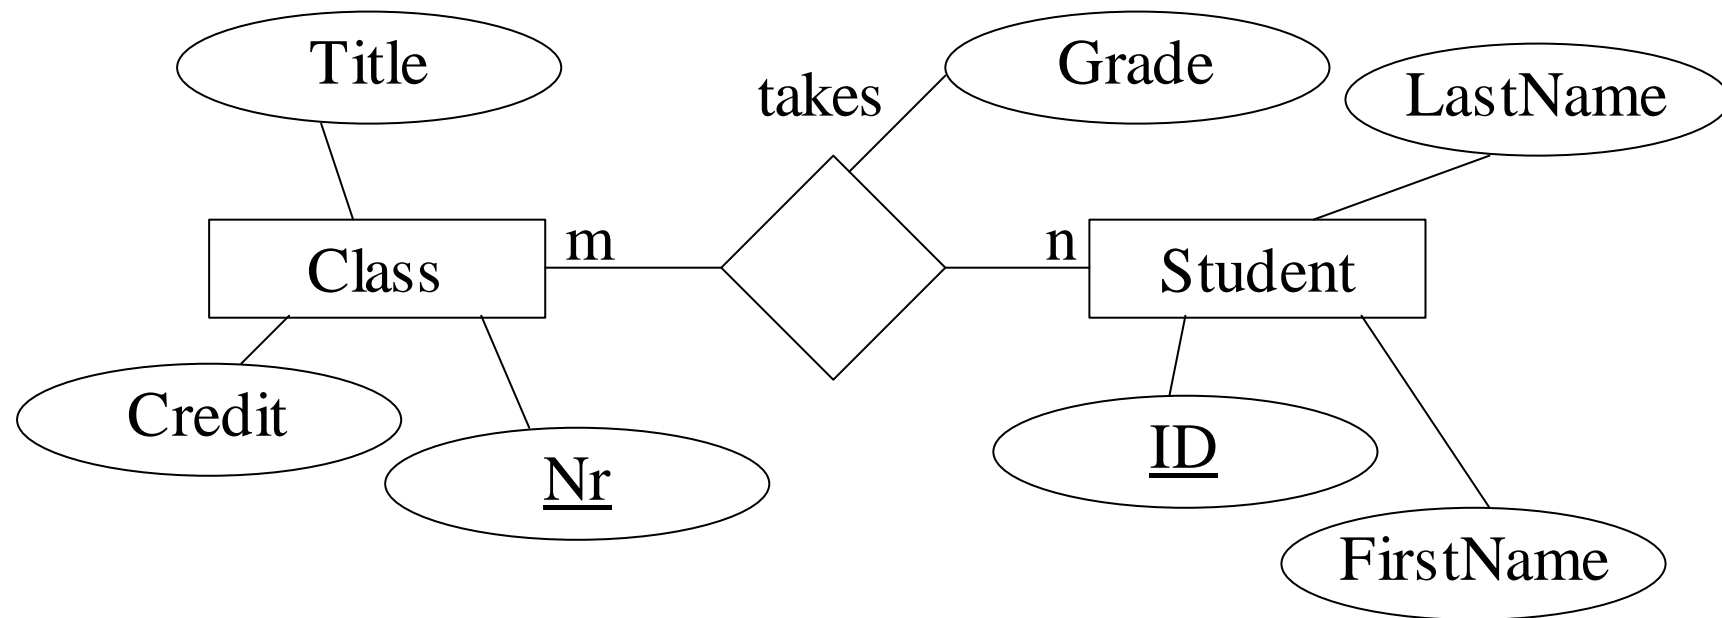 Title
Grade
takes
LastName
Class
m
n
Student
Credit
Nr
ID
FirstName